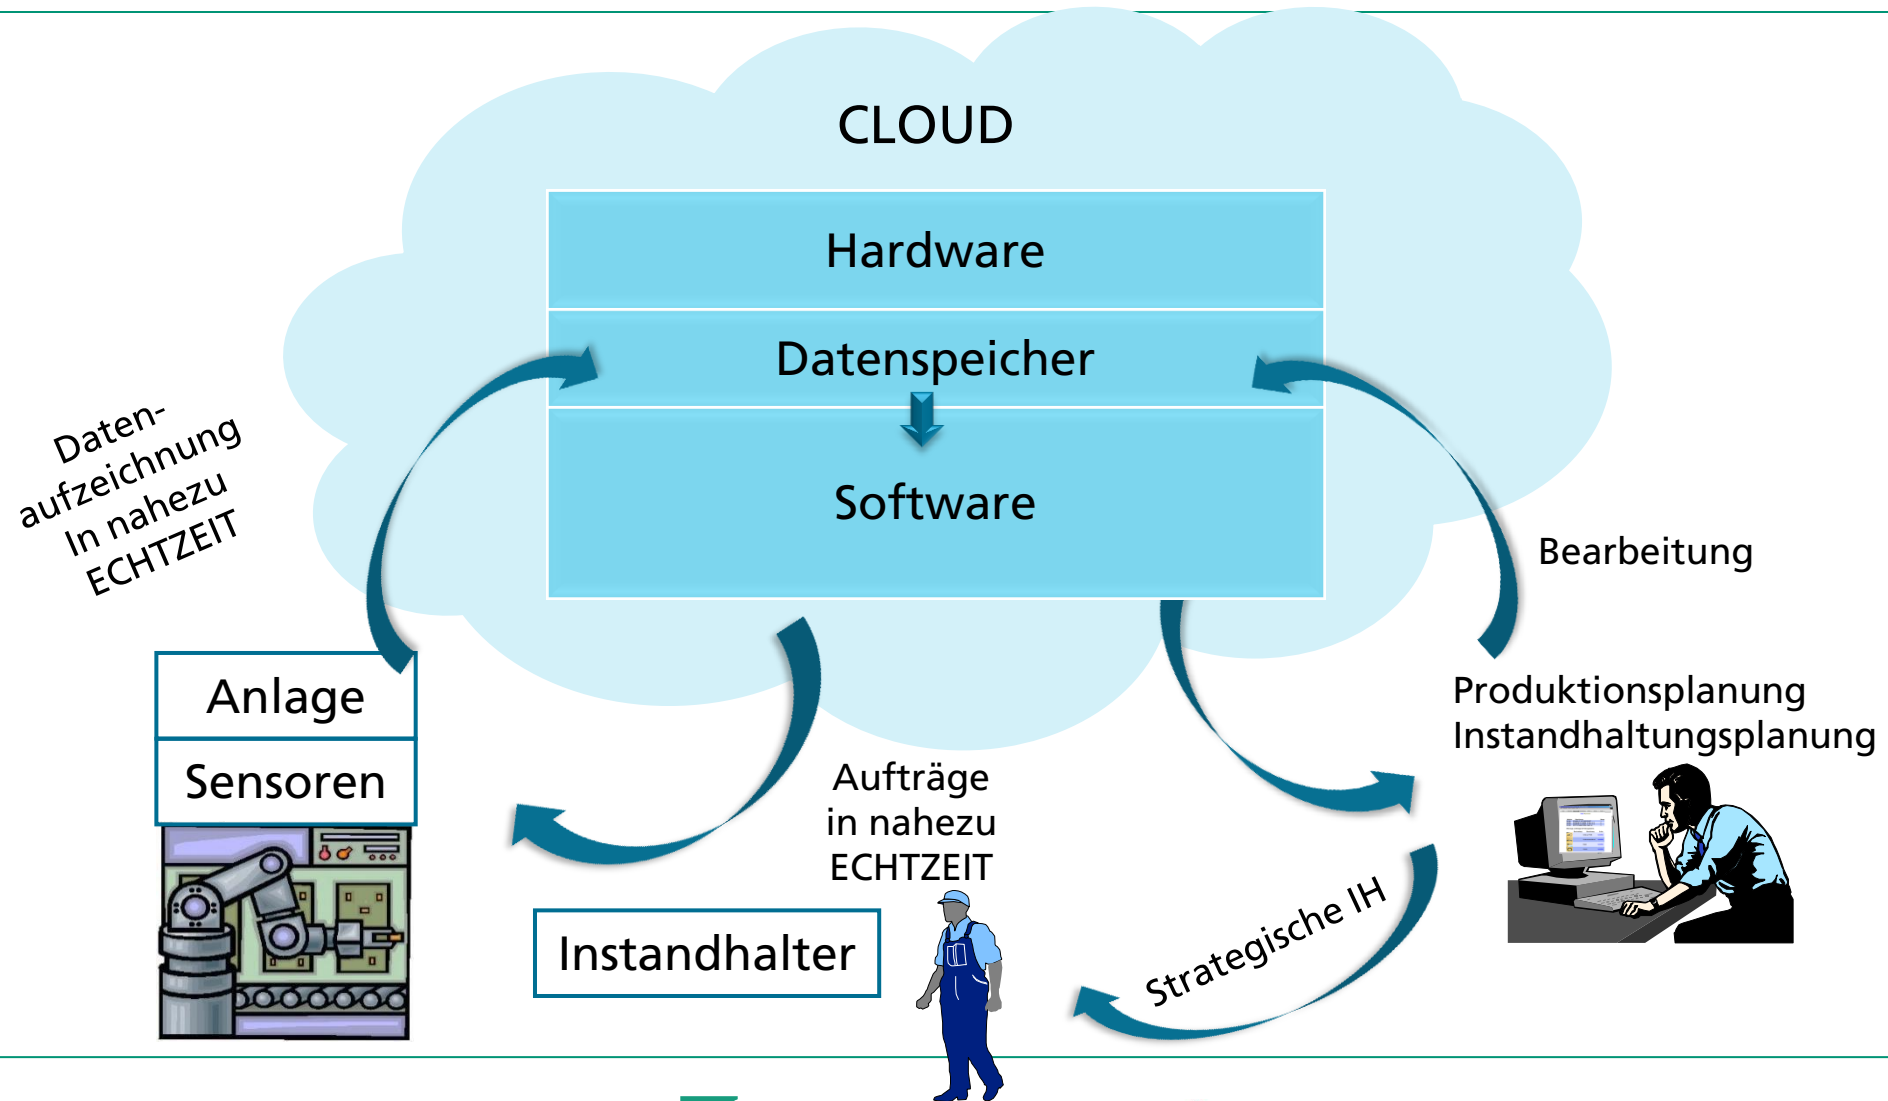 CLOUD
Hardware
Datenspeicher
Software
Daten-
aufzeichnung
In nahezu
ECHTZEIT
Anlage
Sensoren
Aufträge
in nahezu
ECHTZEIT
Instandhalter
Bearbeitung
Produktionsplanung
Instandhaltungsplanung
Strategische IH